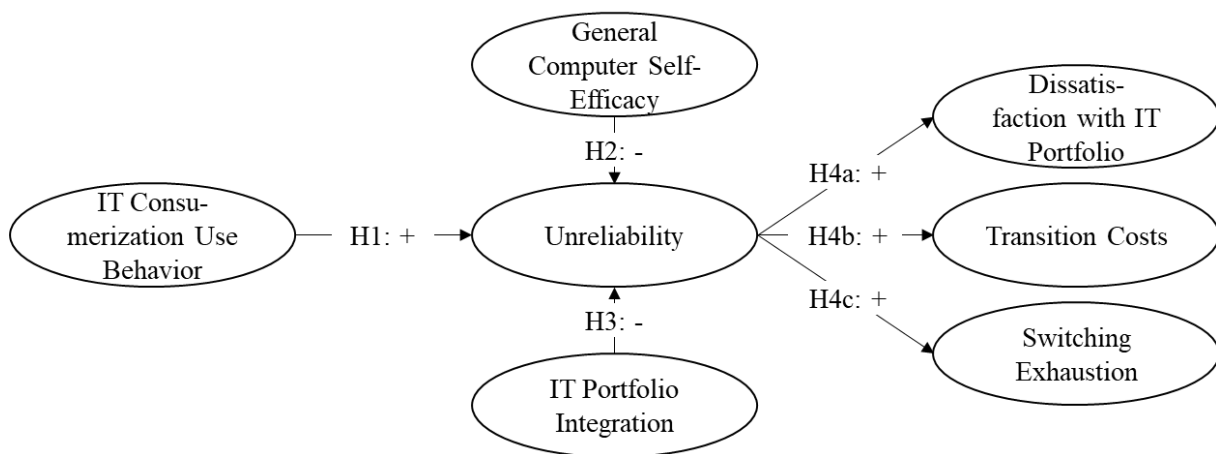 General
Computer Self-
Efficacy
H2: -
Dissatis-
faction with IT
Portfolio
H4a: +
IT Consu-
merization Use
Behavior
H1: +
Unreliability
H4b: +
Transition Costs
H3: -
H4c: +
IT Portfolio
Integration
Switching
Exhaustion